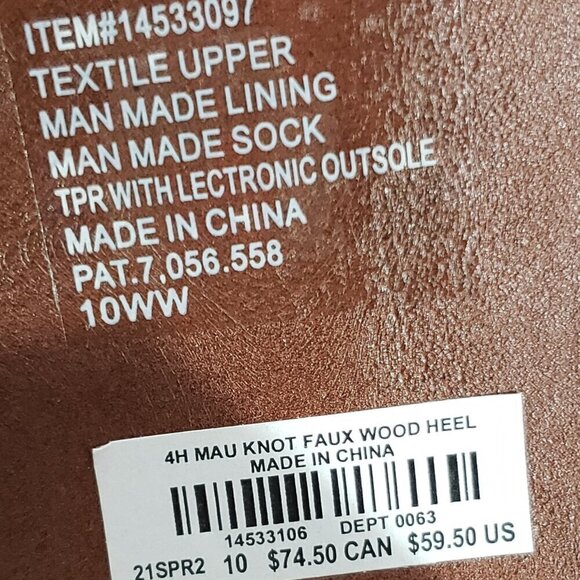 ITEM#14533097
TEXTILE UPPER
MAN MADE LINING
MAN MADE SOCK
TPR WITH LECTRONIC OUTSOLE
MADE IN CHINA
PAT.7,056.558
10WW
4H MAU KNOT FAUX WOOD HEEL
MADE IN CHINA
14533106 DEPT 0063
21SPR2 10 $74.50 CAN $59.50 US